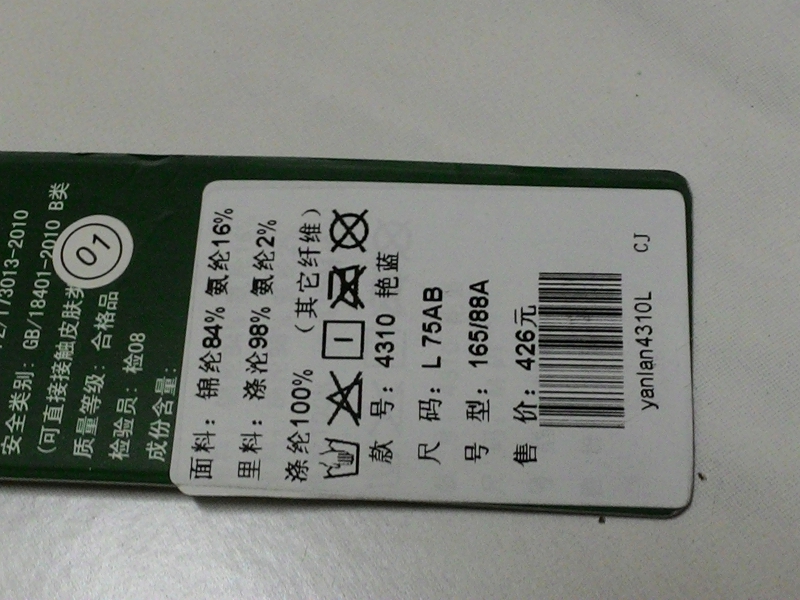 FZ/T73013-2010
安全类别：GB/18401-2010 B类
（可直接接触皮肤类
质量等级：合格品
检验员：检08
成份含量：
01
面料：锦纶84% 氨纶16%
里料：涤沦98% 氨纶2%
涤纶100% （其它纤维）
款 号：4310 艳蓝
尺 码：L 75AB
号 型：165/88A
售 价：426元
yanlan4310L CJ